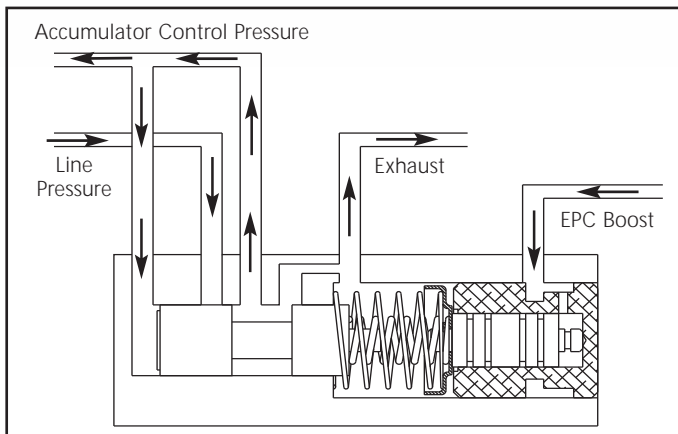 Accumulator Control Pressure
Line
Pressure
Exhaust
EPC Boost